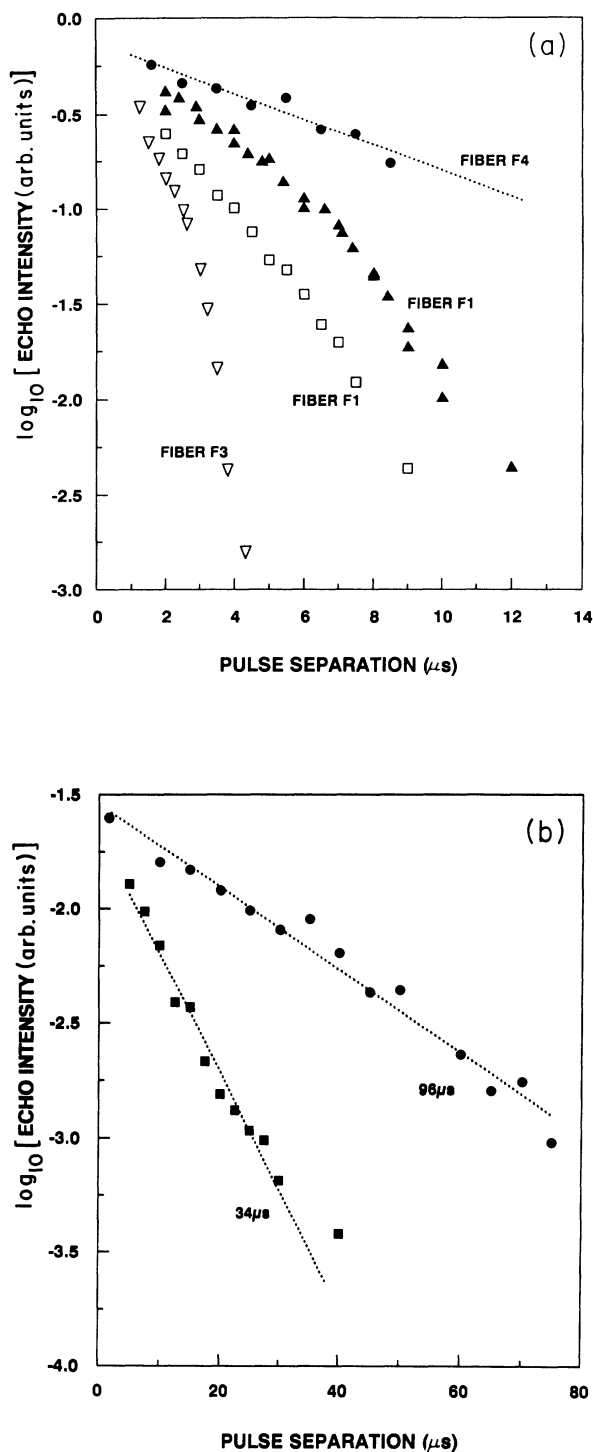 (a)
0.0
-0.5
-1.0
-1.5
-2.0
-2.5
-3.0
log10 [ ECHO INTENSITY (arb. units)]
FIBER F4
FIBER F1
FIBER F1
FIBER F3
0 2 4 6 8 10 12 14
PULSE SEPARATION (μs)
(b)
-1.5
-2.0
-2.5
-3.0
-3.5
-4.0
log10 [ ECHO INTENSITY (arb. units)]
96μs
34μs
0 20 40 60 80
PULSE SEPARATION (μs)